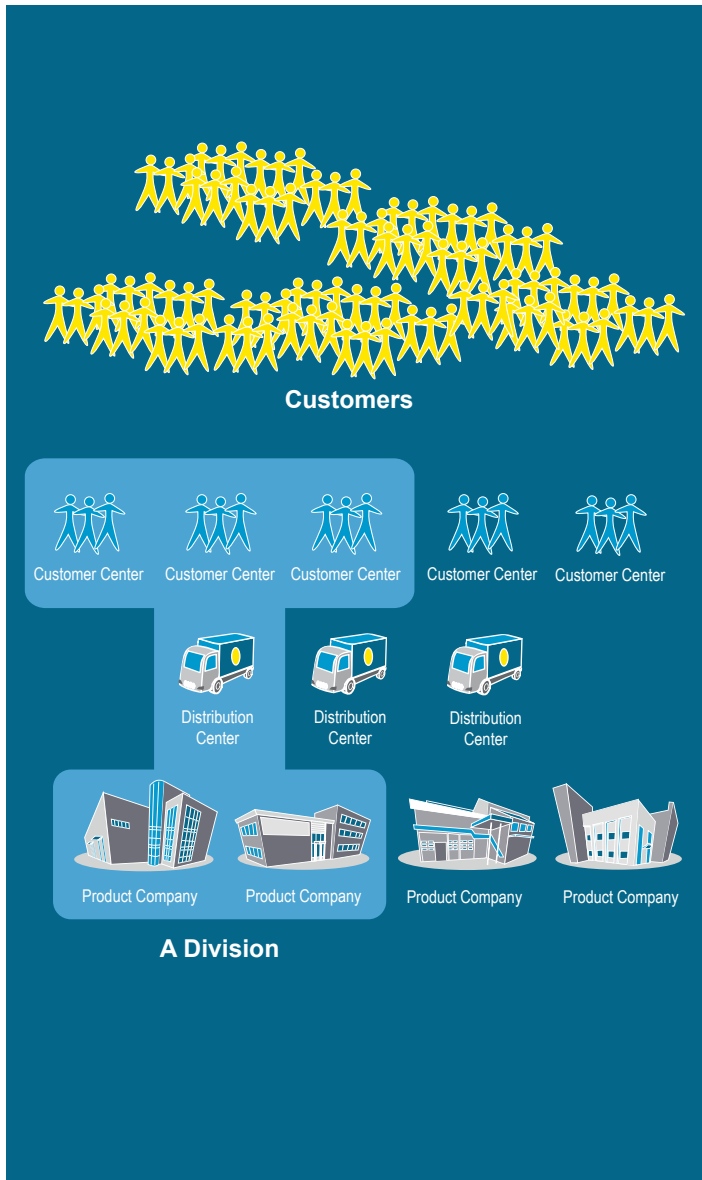 Customers
Customer Center
Customer Center
Customer Center
Customer Center
Customer Center
Distribution
Center
Distribution
Center
Distribution
Center
Product Company
Product Company
Product Company
Product Company
A Division